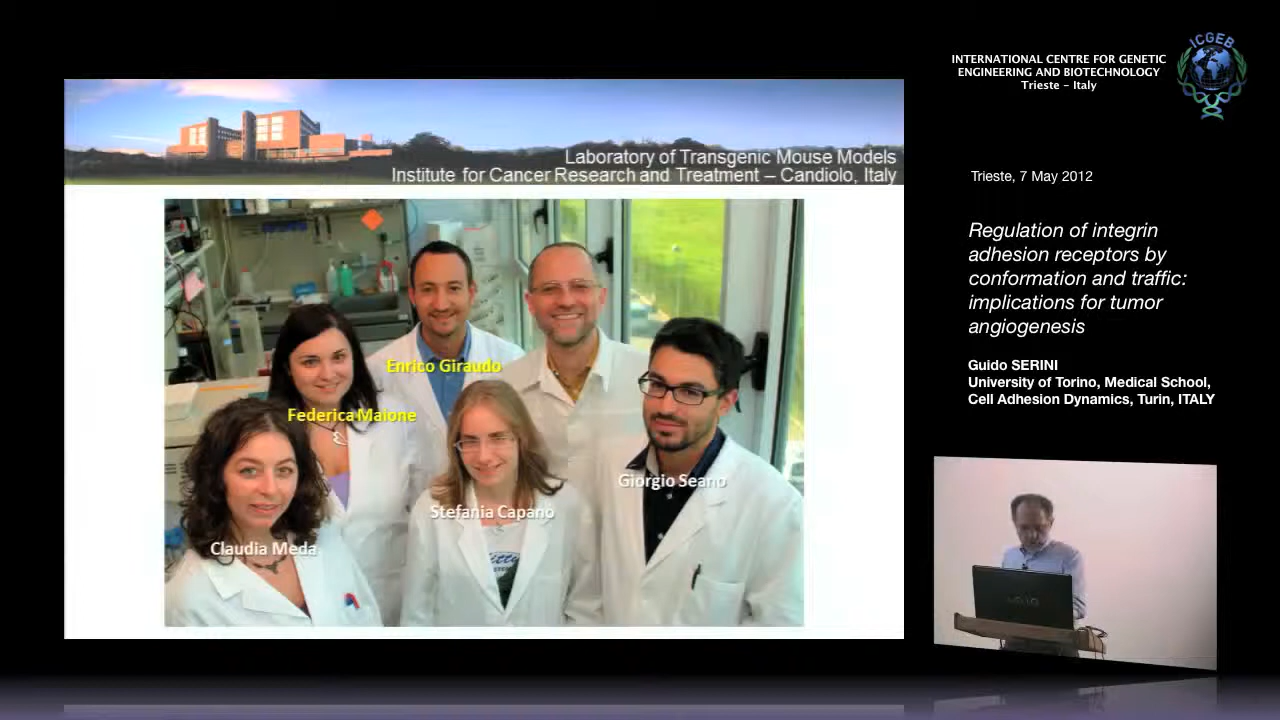 Laboratory of Transgenic Mouse Models
Institute for Cancer Research and Treatment – Candiolo, Italy
Enrico Giraudo
Federica Maione
Giorgio Seano
Stefania Capano
Claudia Meda
INTERNATIONAL CENTRE FOR GENETIC
ENGINEERING AND BIOTECHNOLOGY
Trieste – Italy
ICGEB
Trieste, 7 May 2012
Regulation of integrin
adhesion receptors by
conformation and traffic:
implications for tumor
angiogenesis
Guido SERINI
University of Torino, Medical School,
Cell Adhesion Dynamics, Turin, ITALY